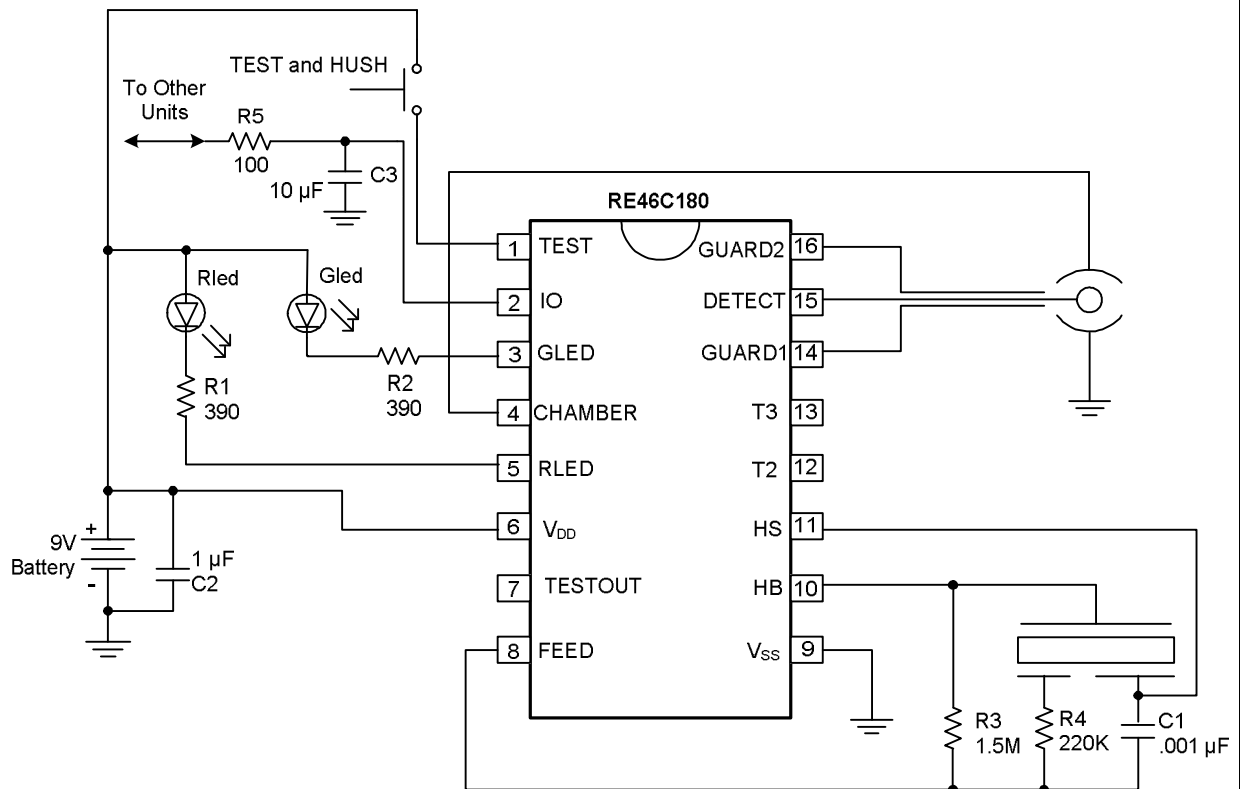 TEST and HUSH
To Other
Units
R5
100
C3
10 µF
RE46C180
1 TEST
GUARD2 16
2 IO
DETECT 15
3 GLED
GUARD1 14
4 CHAMBER
T3 13
5 RLED
T2 12
6 VDD
HS 11
7 TESTOUT
HB 10
8 FEED
VSS 9
Rled
Gled
R1
390
R2
390
+
9V
Battery
-
1 µF
C2
R3
1.5M
R4
220K
C1
.001 µF